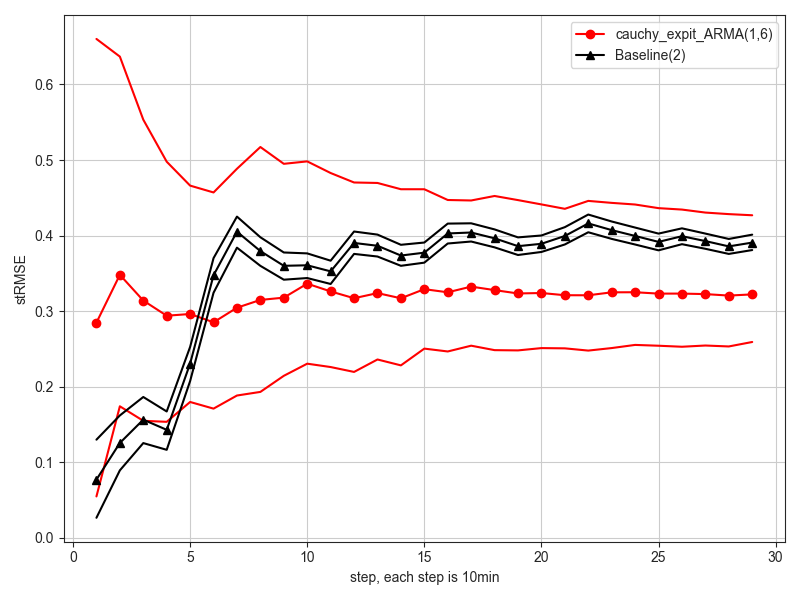 cauchy_expit_ARMA(1,6)
Baseline(2)
stRMSE
0.6
0.5
0.4
0.3
0.2
0.1
0.0
0 5 10 15 20 25 30
step, each step is 10min